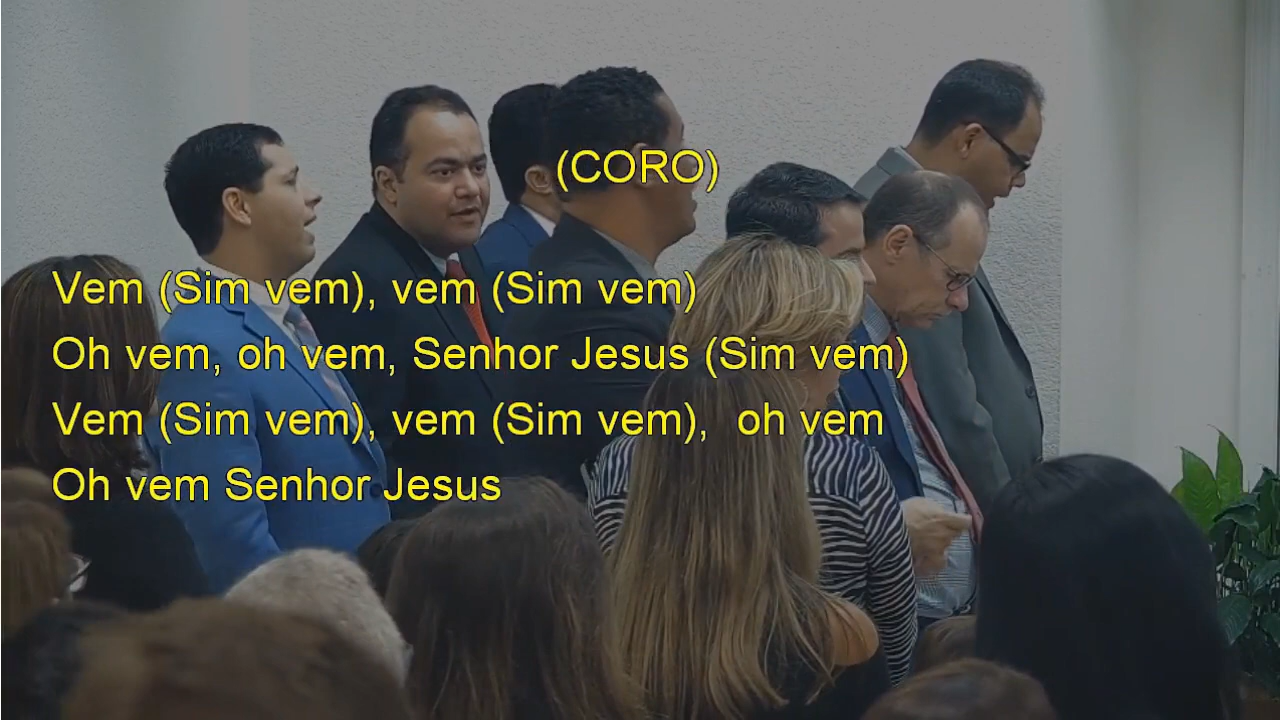 (CORO)
Vem (Sim vem), vem (Sim vem)
Oh vem, oh vem, Senhor Jesus (Sim vem)
Vem (Sim vem), vem (Sim vem),  oh vem
Oh vem Senhor Jesus